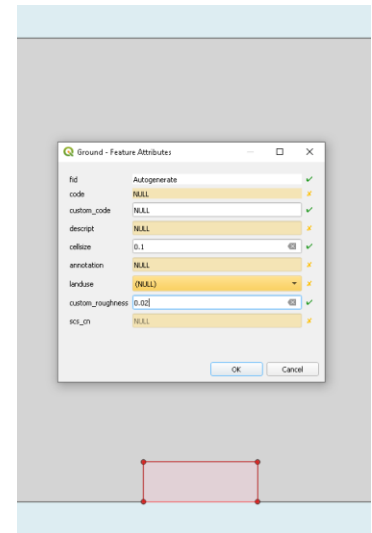 Ground - Feature Attributes
fid Autogenerate
code NULL
custom_code NULL
descript NULL
cellsize 0.1
annotation NULL
landuse (NULL)
custom_roughness 0.02
scs_cn NULL
OK Cancel